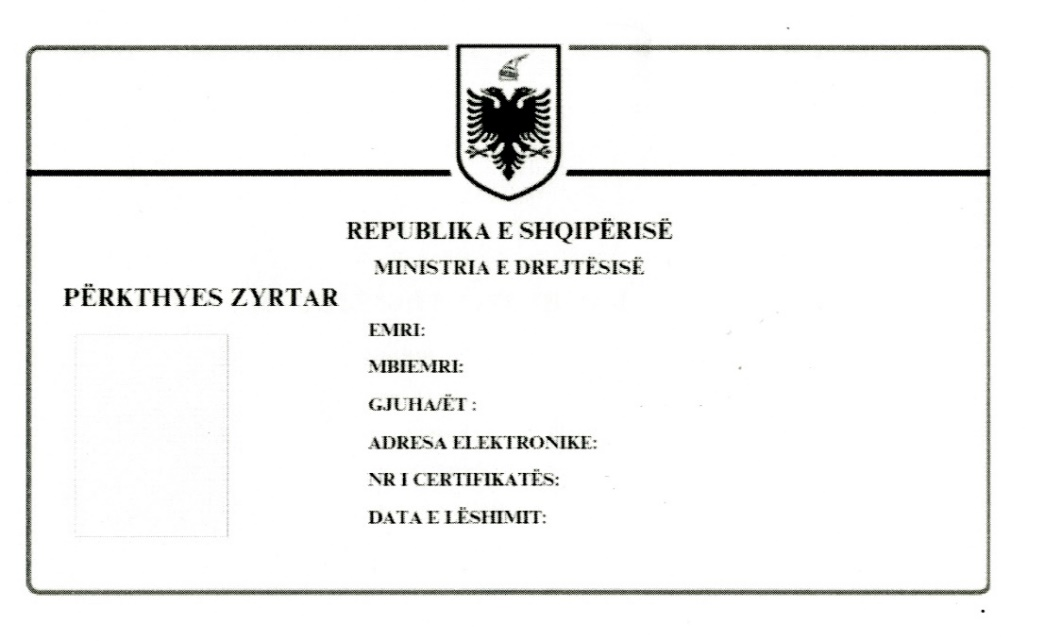 REPUBLIKA E SHQIPËRISË
MINISTRIA E DREJTËSISË
PËRKTHYES ZYRTAR
EMRI:
MBIEMRI:
GJUHA/ËT :
ADRESA ELEKTRONIKE:
NR I CERTIFIKATËS:
DATA E LËSHIMIT: